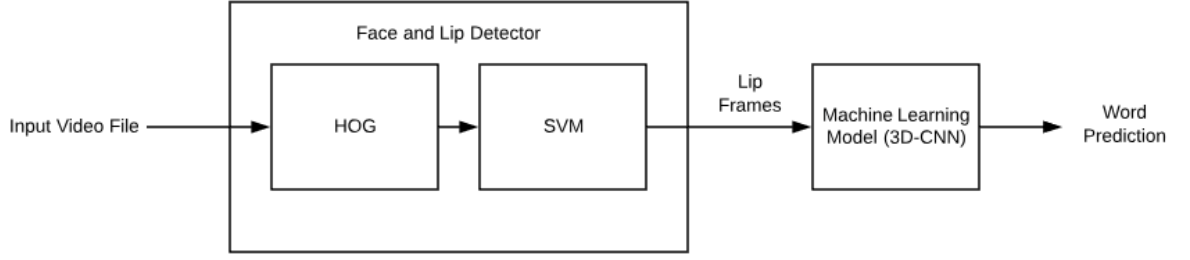 Face and Lip Detector
Input Video File
HOG
SVM
Lip
Frames
Machine Learning
Model (3D-CNN)
Word
Prediction